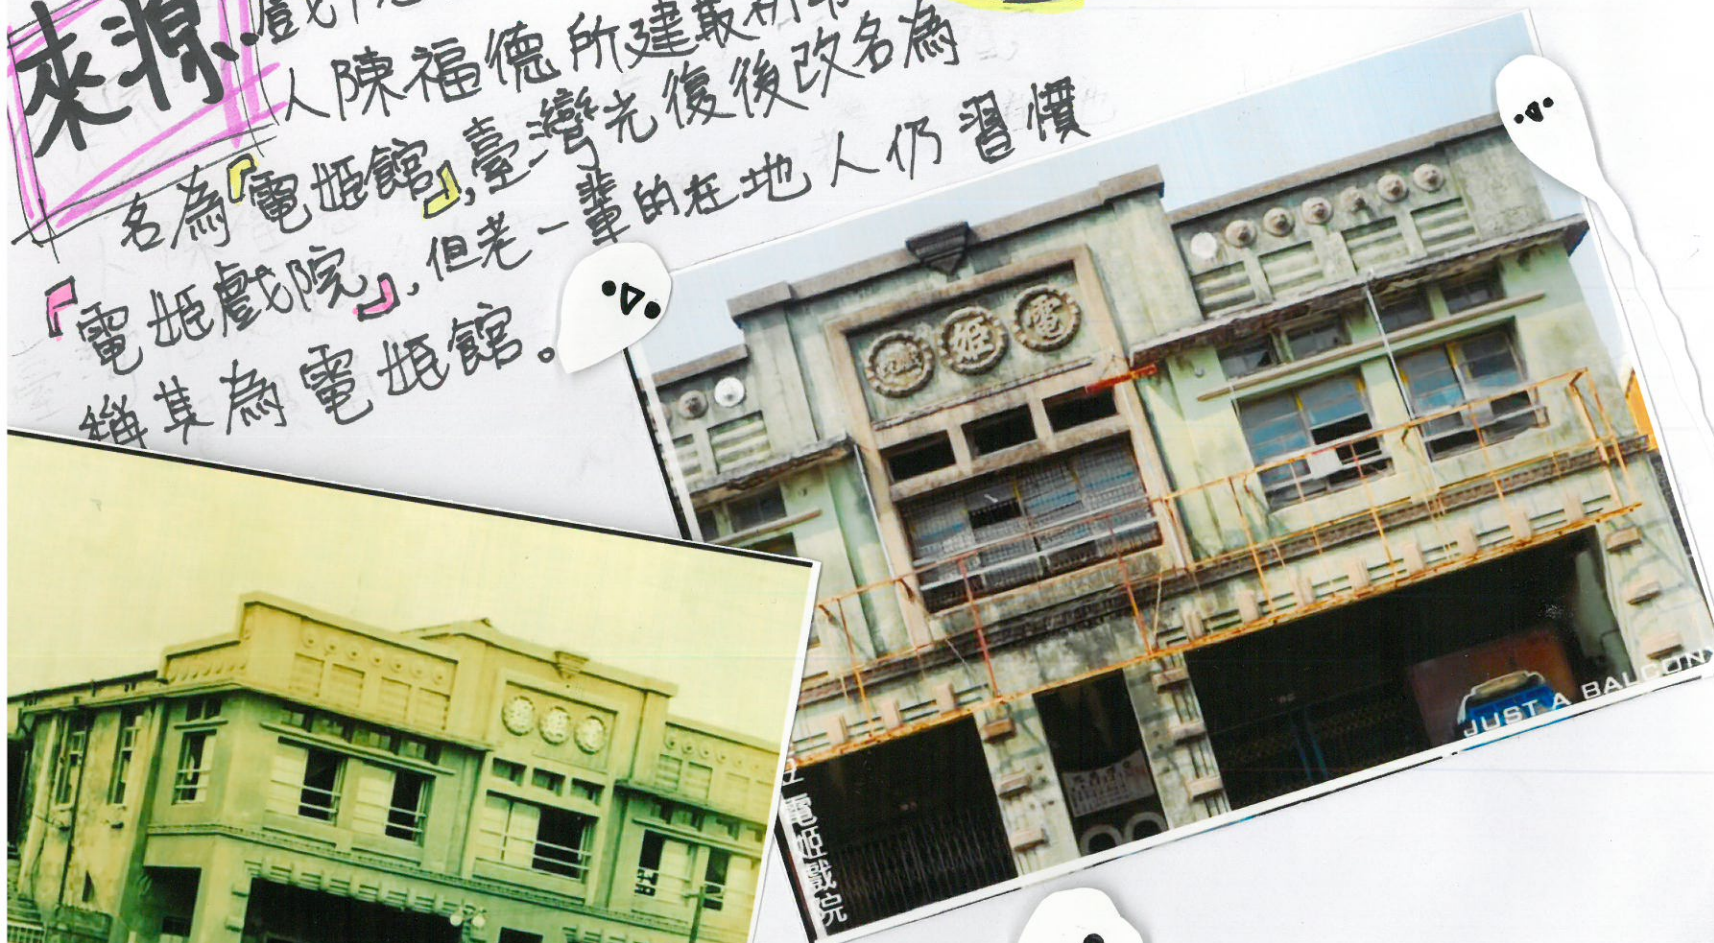 來源:
人陳福德所建最初
名為『電姬館』,臺灣光復後改名為
『電姬戲院』,但老一輩的在地人仍習慣
稱其為電姬館。
電姬
JUST A BALCON
電姬戲院